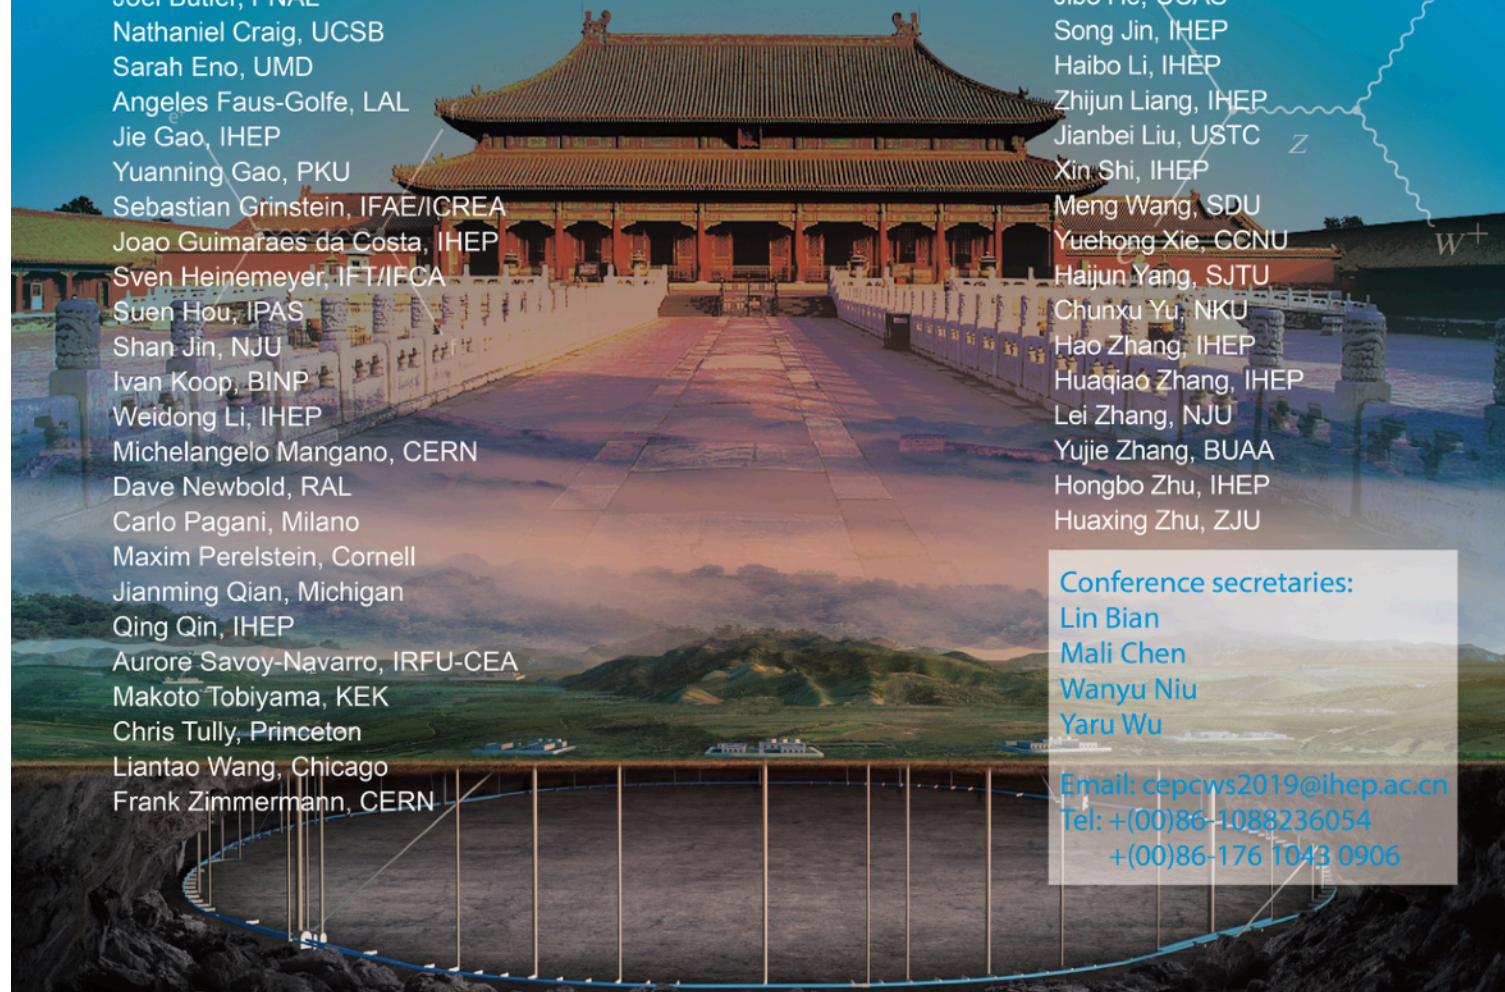 Joel Butler, FNAL
Nathaniel Craig, UCSB
Sarah Eno, UMD
Angeles Faus-Golfe, LAL
Jie Gao, IHEP
Yuanning Gao, PKU
Sebastian Grinstein, IFAE/ICREA
Joao Guimaraes da Costa, IHEP
Sven Heinemeyer, IFT/IFCA
Suen Hou, IPAS
Shan Jin, NJU
Ivan Koop, BINP
Weidong Li, IHEP
Michelangelo Mangano, CERN
Dave Newbold, RAL
Carlo Pagani, Milano
Maxim Perelstein, Cornell
Jianming Qian, Michigan
Qing Qin, IHEP
Aurore Savoy-Navarro, IRFU-CEA
Makoto Tobiyama, KEK
Chris Tully, Princeton
Liantao Wang, Chicago
Frank Zimmermann, CERN
Song Jin, IHEP
Haibo Li, IHEP
Zhijun Liang, IHEP
Jianbei Liu, USTC
Xin Shi, IHEP
Meng Wang, SDU
Yuehong Xie, CCNU
Haijun Yang, SJTU
Chunxu Yu, NKU
Hao Zhang, IHEP
Huaqiao Zhang, IHEP
Lei Zhang, NJU
Yujie Zhang, BUAA
Hongbo Zhu, IHEP
Huaxing Zhu, ZJU
Z
W+
Conference secretaries:
Lin Bian
Mali Chen
Wanyu Niu
Yaru Wu
Email: cepcws2019@ihep.ac.cn
Tel: +(00)86-1088236054
+(00)86-176 1043 0906